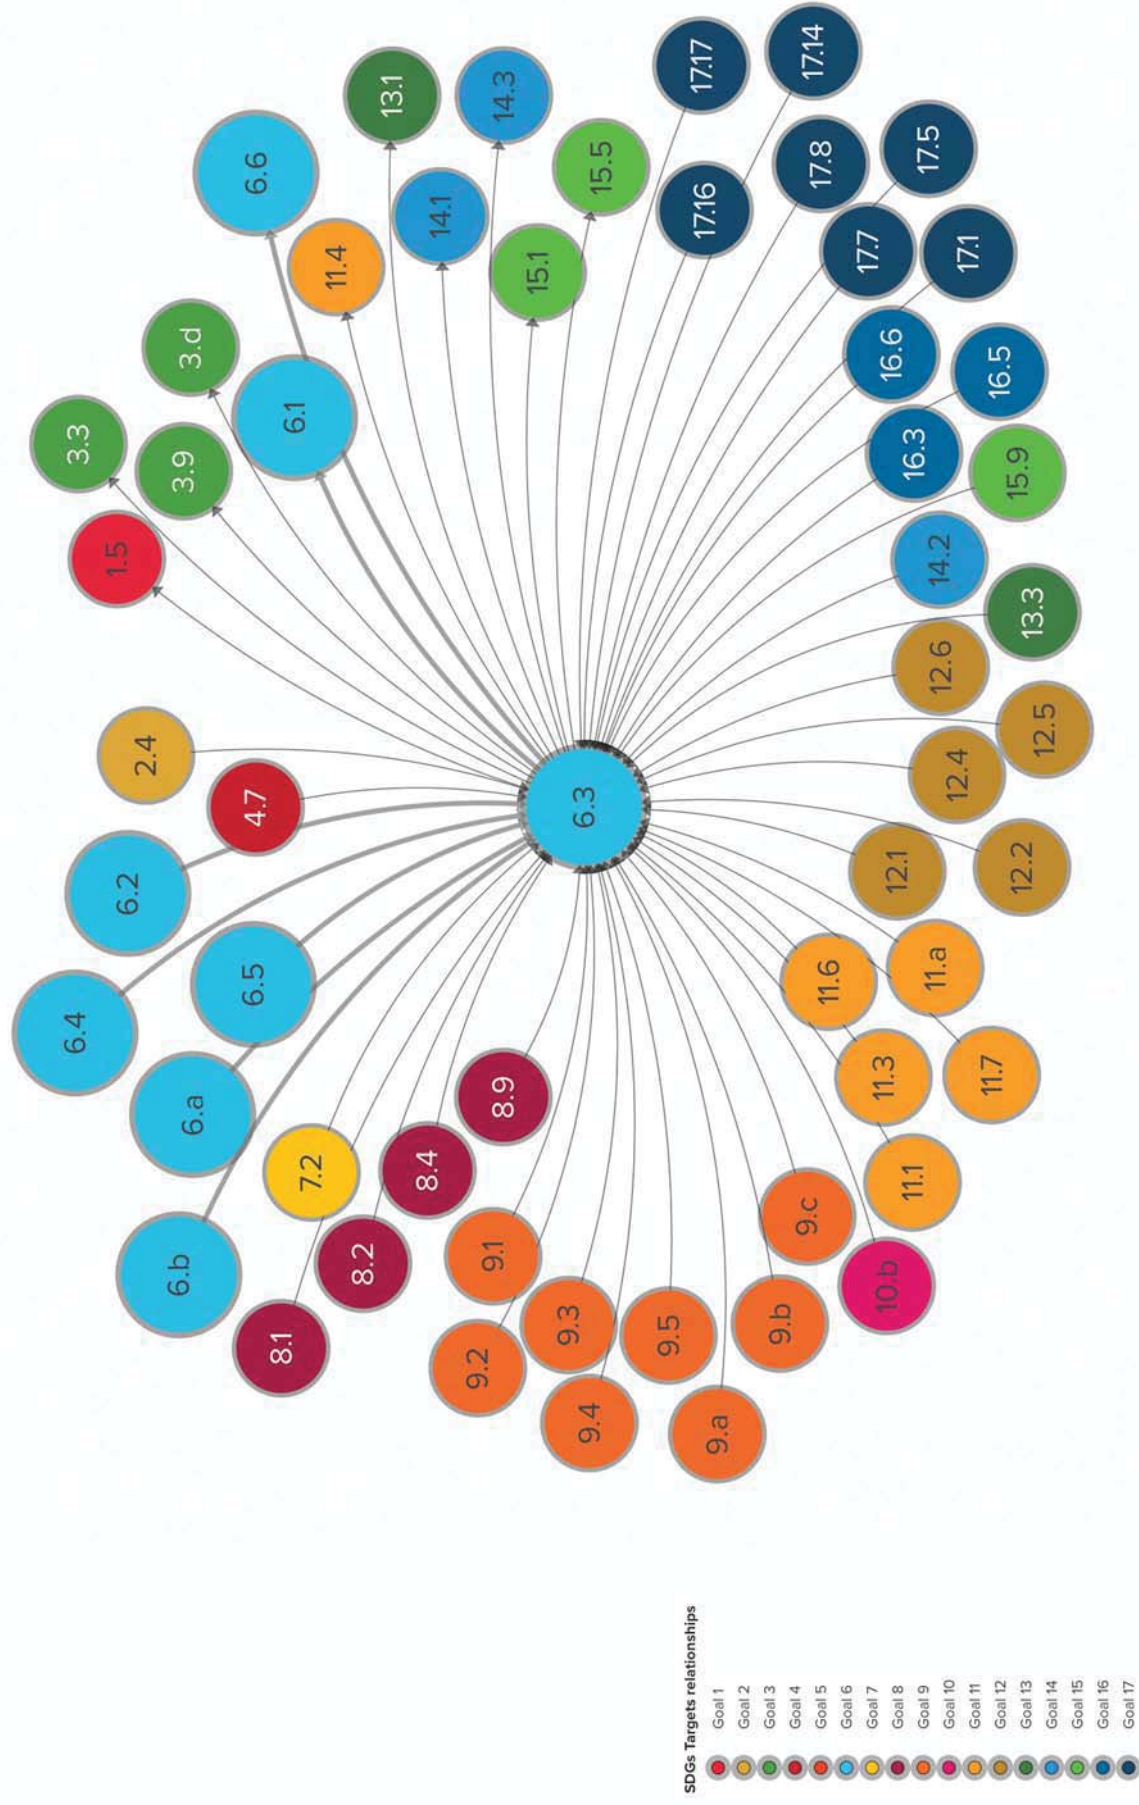 6.4
3.3
1.5
6.2
2.4
6.b
3.9
3.d
6.a
6.5
4.7
6.6
8.1
6.1
7.2
11.4
8.2
13.1
8.4
14.1
9.2
9.1
8.9
14.3
15.1
9.3
6.3
9.4
15.5
9.5
17.17
17.16
9.a
9.b
9.c
17.14
17.8
11.6
17.7
11.3
10.b
16.6
12.1
11.1
16.3
17.5
11.a
14.2
12.6
12.4
17.1
11.7
16.5
15.9
12.2
13.3
12.5
SDGs Targets relationships
Goal 1
Goal 2
Goal 3
Goal 4
Goal 5
Goal 6
Goal 7
Goal 8
Goal 9
Goal 10
Goal 11
Goal 12
Goal 13
Goal 14
Goal 15
Goal 16
Goal 17